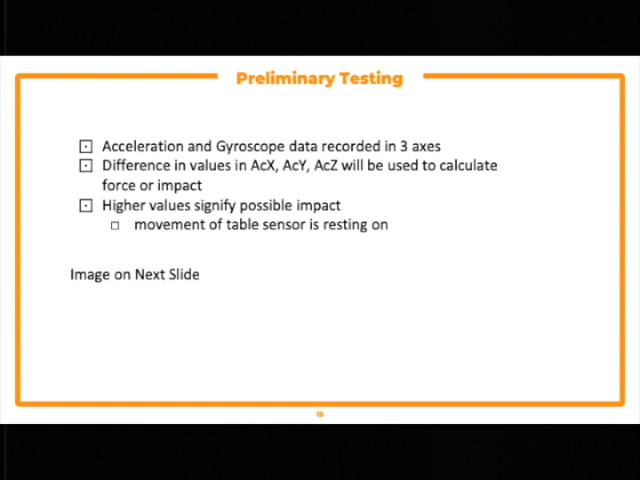 Preliminary Testing
Acceleration and Gyroscope data recorded in 3 axes
Difference in values in AcX, AcY, AcZ will be used to calculate
force or impact
Higher values signify possible impact
movement of table sensor is resting on
Image on Next Slide
15